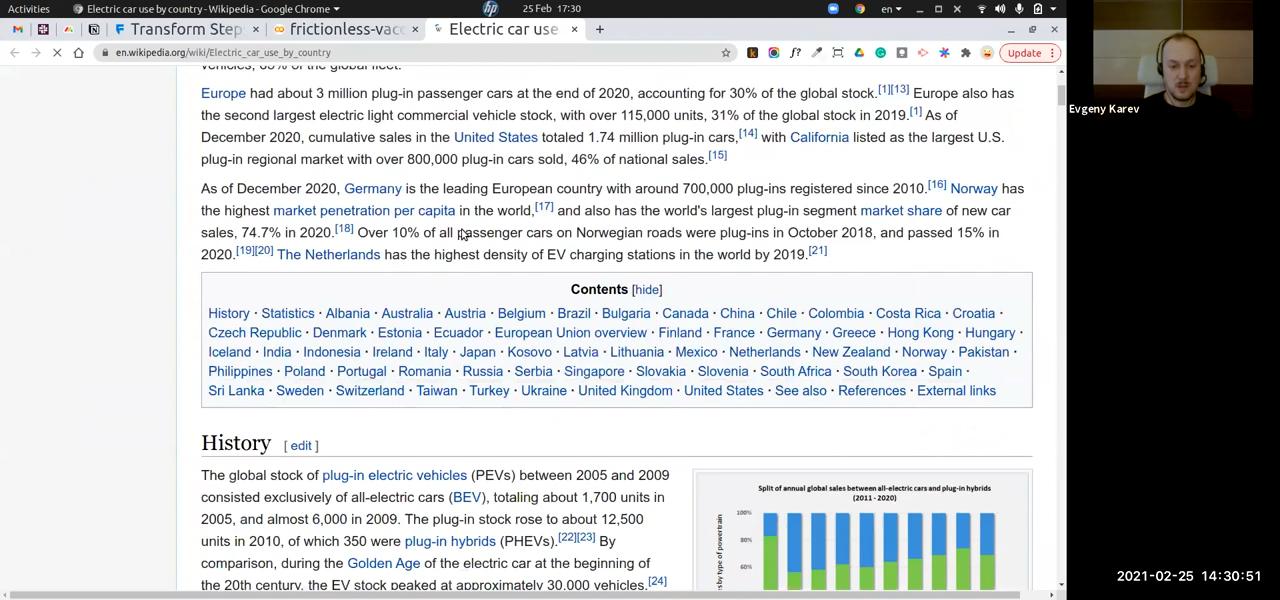 Activities
Electric car use by country - Wikipedia - Google Chrome
25 Feb 17:30
en
Transform Step
frictionless-vac
Electric car use
en.wikipedia.org/wiki/Electric_car_use_by_country
Update
Evgeny Karev
Europe had about 3 million plug-in passenger cars at the end of 2020, accounting for 30% of the global stock.[1][13] Europe also has
the second largest electric light commercial vehicle stock, with over 115,000 units, 31% of the global stock in 2019.[1] As of
December 2020, cumulative sales in the United States totaled 1.74 million plug-in cars,[14] with California listed as the largest U.S.
plug-in regional market with over 800,000 plug-in cars sold, 46% of national sales.[15]
As of December 2020, Germany is the leading European country with around 700,000 plug-ins registered since 2010.[16] Norway has
the highest market penetration per capita in the world,[17] and also has the world's largest plug-in segment market share of new car
sales, 74.7% in 2020.[18] Over 10% of all passenger cars on Norwegian roads were plug-ins in October 2018, and passed 15% in
2020.[19][20] The Netherlands has the highest density of EV charging stations in the world by 2019.[21]
Contents [hide]
History · Statistics · Albania · Australia · Austria · Belgium · Brazil · Bulgaria · Canada · China · Chile · Colombia · Costa Rica · Croatia ·
Czech Republic · Denmark · Estonia · Ecuador · European Union overview · Finland · France · Germany · Greece · Hong Kong · Hungary ·
Iceland · India · Indonesia · Ireland · Italy · Japan · Kosovo · Latvia · Lithuania · Mexico · Netherlands · New Zealand · Norway · Pakistan ·
Philippines · Poland · Portugal · Romania · Russia · Serbia · Singapore · Slovakia · Slovenia · South Africa · South Korea · Spain ·
Sri Lanka · Sweden · Switzerland · Taiwan · Turkey · Ukraine · United Kingdom · United States · See also · References · External links
History [ edit ]
The global stock of plug-in electric vehicles (PEVs) between 2005 and 2009
consisted exclusively of all-electric cars (BEV), totaling about 1,700 units in
2005, and almost 6,000 in 2009. The plug-in stock rose to about 12,500
units in 2010, of which 350 were plug-in hybrids (PHEVs).[22][23] By
comparison, during the Golden Age of the electric car at the beginning of
the 20th century, the EV stock peaked at approximately 30,000 vehicles.[24]
Split of annual global sales between all-electric cars and plug-in hybrids
(2011 - 2020)
100%
80%
60%
s by type of powertrain
2021-02-25 14:30:51